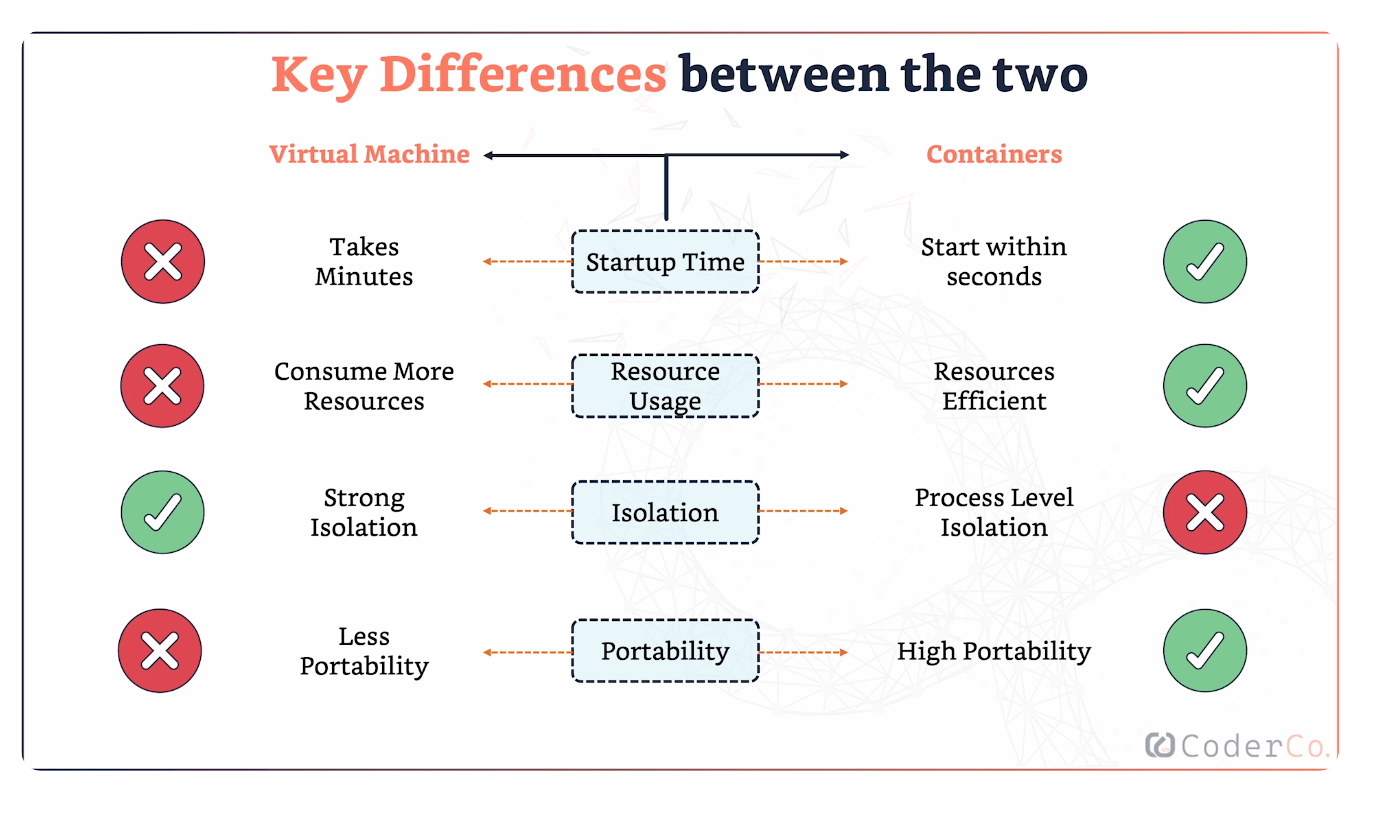 Key Differences between the two
Virtual Machine
Containers
Takes
Minutes
Startup Time
Start within
seconds
Consume More
Resources
Resource
Usage
Resources
Efficient
Strong
Isolation
Isolation
Process Level
Isolation
Less
Portability
Portability
High Portability
CoderCo.